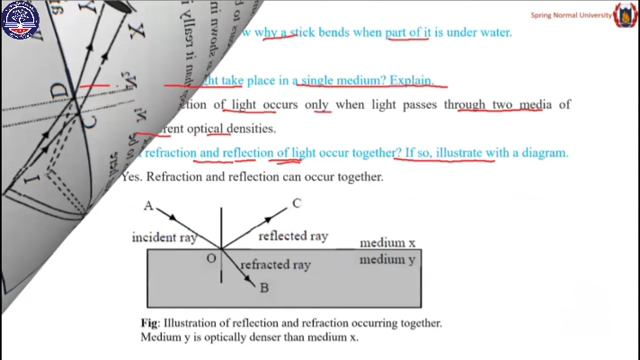 Spring Normal University
why a stick bends when part of it is under water.
take place in a single medium? Explain.
of light occurs only when light passes through two media of
optical densities.
refraction and reflection of light occur together? If so, illustrate with a diagram.
Yes. Refraction and reflection can occur together.
A
C
incident ray
reflected ray
medium x
O
refracted ray
medium y
B
Fig: Illustration of reflection and refraction occurring together.
Medium y is optically denser than medium x.
X
Y
D
C
I